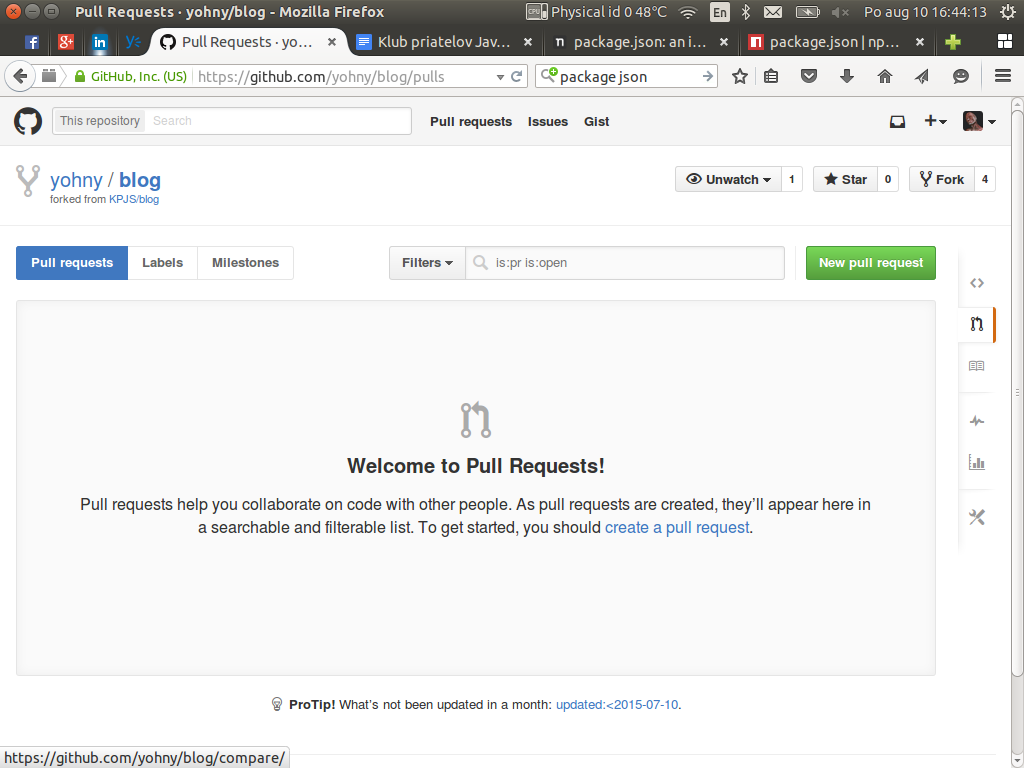 Pull Requests · yohny/blog - Mozilla Firefox
CPU Physical id 0 48°C En Po aug 10 16:44:13
f g+ in Pull Requests · yo... × Klub priatelov Jav... × n package.json: an i... × n package.json | np... ×
GitHub, Inc. (US) https://github.com/yohny/blog/pulls package json
This repository Search Pull requests Issues Gist
yohny / blog
forked from KPJS/blog
Unwatch 1 Star 0 Fork 4
Pull requests Labels Milestones Filters is:pr is:open New pull request
Welcome to Pull Requests!
Pull requests help you collaborate on code with other people. As pull requests are created, they’ll appear here in
a searchable and filterable list. To get started, you should create a pull request.
ProTip! What’s not been updated in a month: updated:<2015-07-10.
https://github.com/yohny/blog/compare/